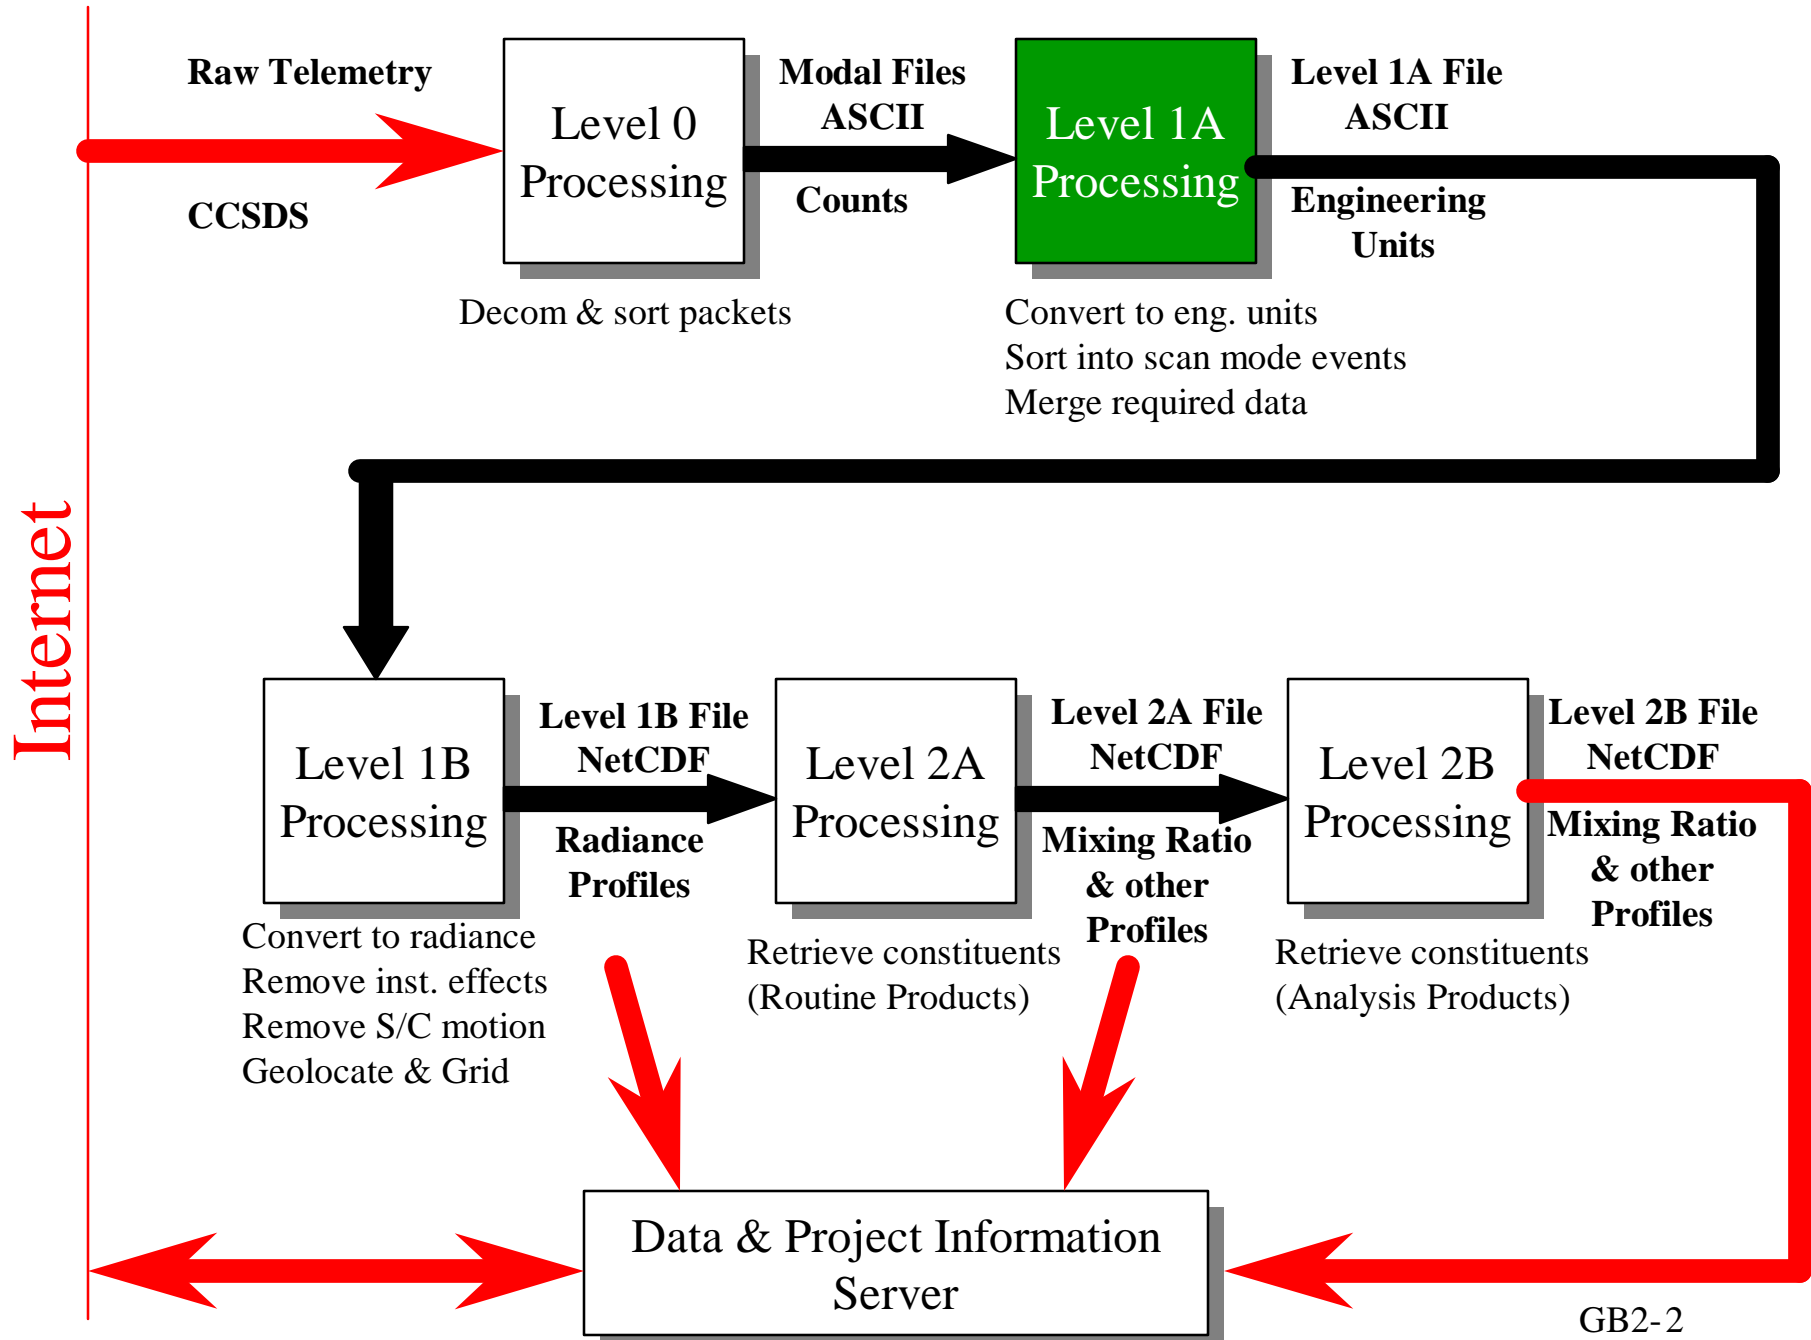 Internet
Raw Telemetry
CCSDS
Level 0
Processing
Decom & sort packets
Modal Files
ASCII
Counts
Level 1A
Processing
Convert to eng. units
Sort into scan mode events
Merge required data
Level 1A File
ASCII
Engineering
Units
Level 1B
Processing
Convert to radiance
Remove inst. effects
Remove S/C motion
Geolocate & Grid
Level 1B File
NetCDF
Radiance
Profiles
Level 2A
Processing
Retrieve constituents
(Routine Products)
Level 2A File
NetCDF
Mixing Ratio
& other
Profiles
Level 2B
Processing
Retrieve constituents
(Analysis Products)
Level 2B File
NetCDF
Mixing Ratio
& other
Profiles
Data & Project Information
Server
GB2-2